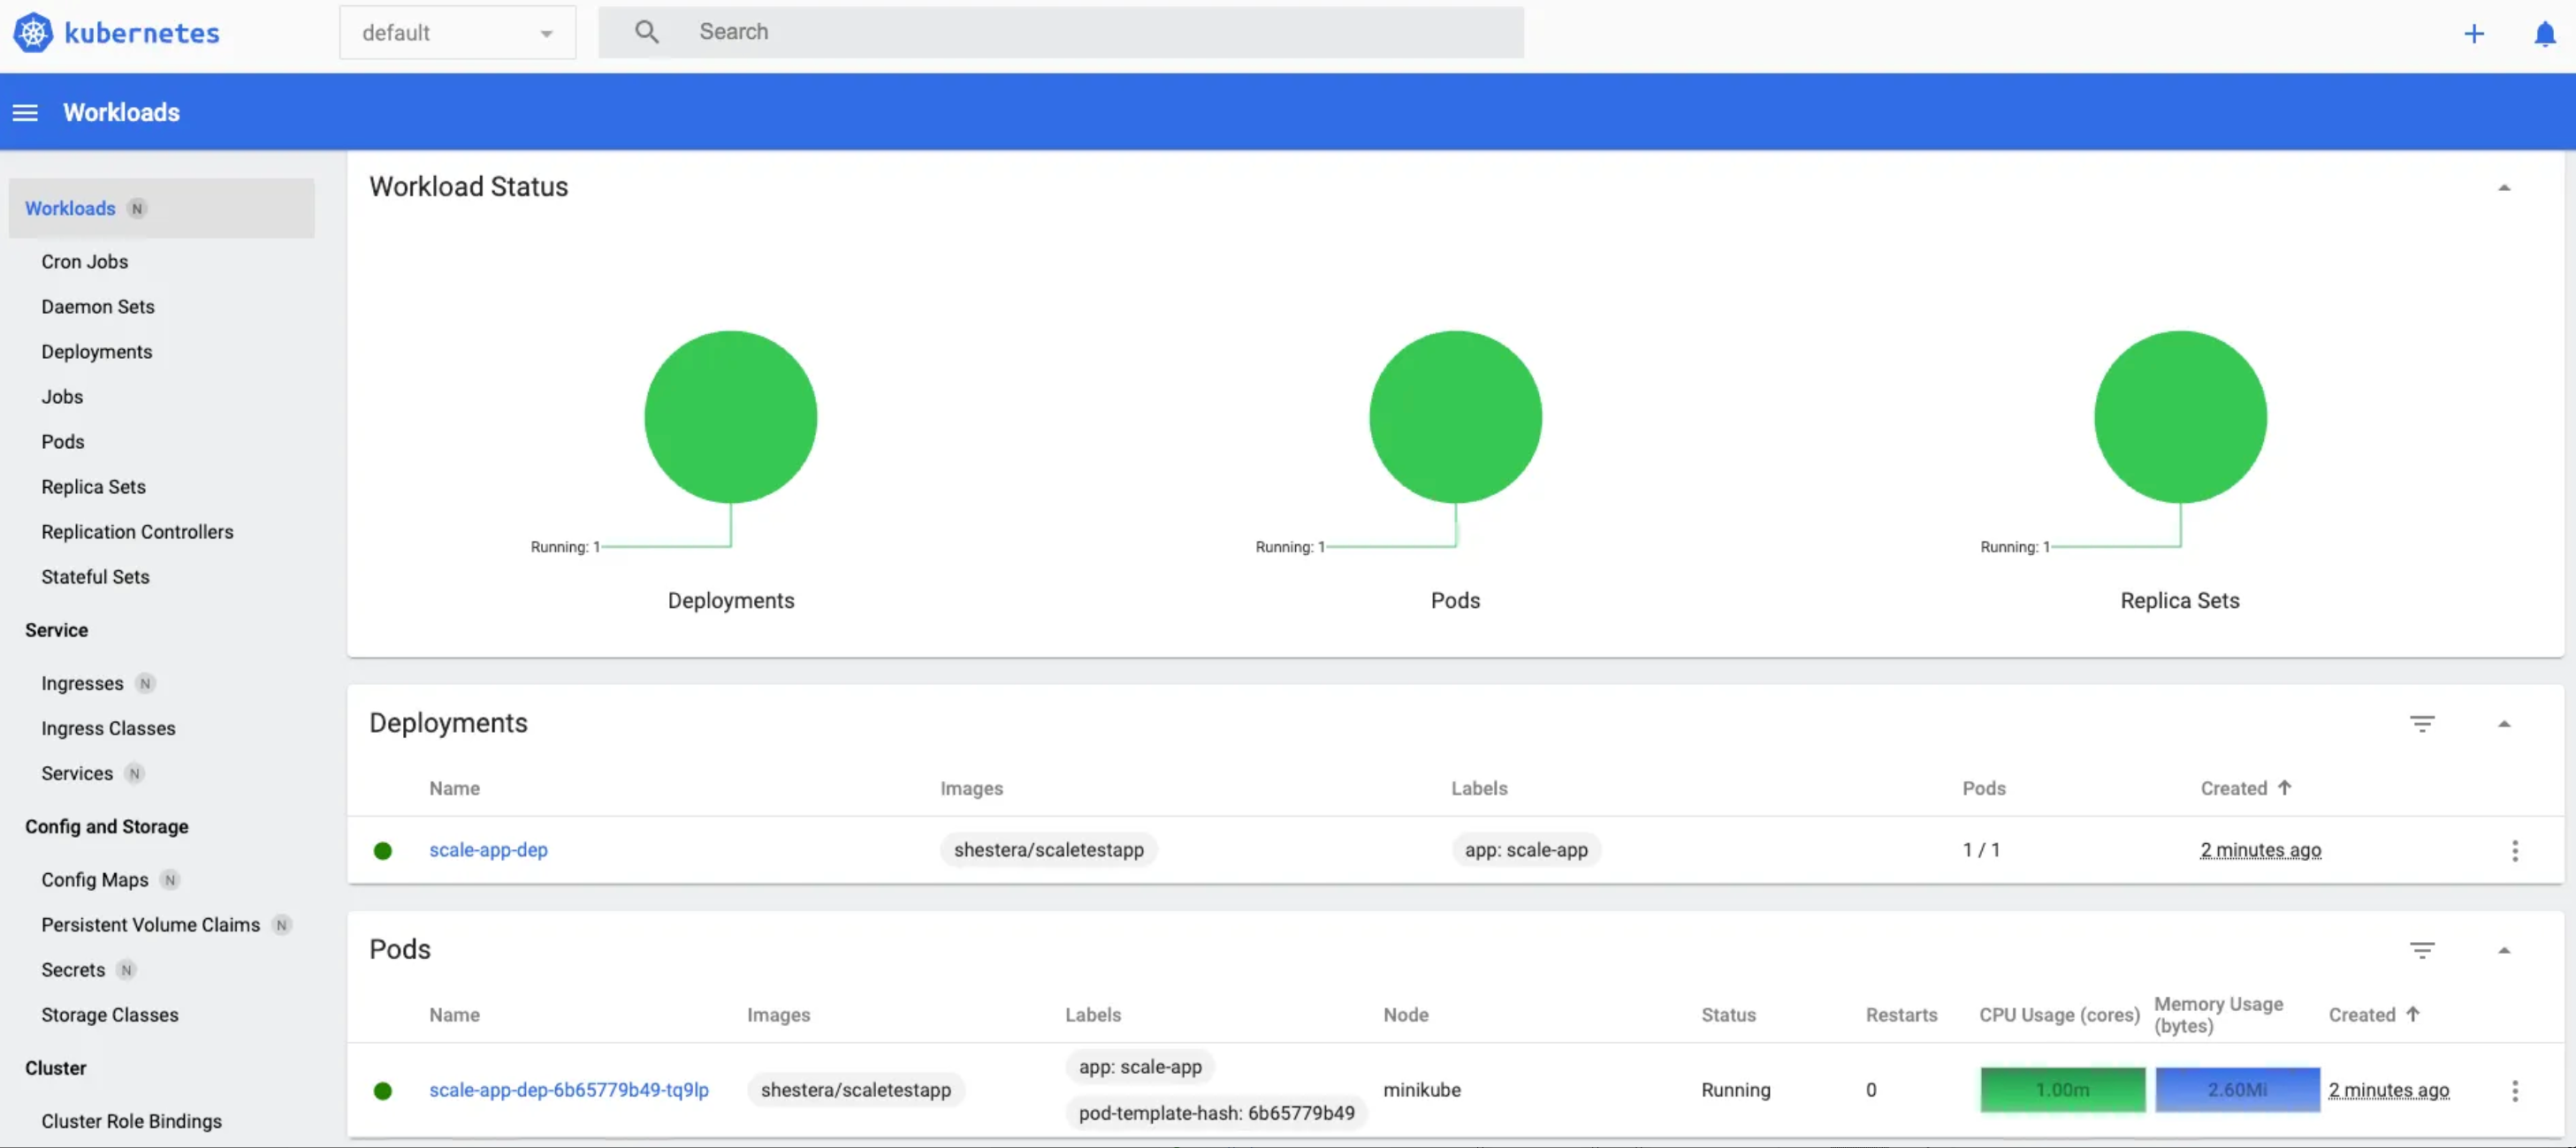 kubernetes
default
Search
Workloads
Workloads N
Cron Jobs
Daemon Sets
Deployments
Jobs
Pods
Replica Sets
Replication Controllers
Stateful Sets
Service
Ingresses N
Ingress Classes
Services N
Config and Storage
Config Maps N
Persistent Volume Claims N
Secrets N
Storage Classes
Cluster
Cluster Role Bindings
Workload Status
Running: 1
Deployments
Running: 1
Pods
Running: 1
Replica Sets
Deployments
Name Images Labels Pods Created
scale-app-dep shestera/scaletestapp app: scale-app 1 / 1 2 minutes ago
Pods
Name Images Labels Node Status Restarts CPU Usage (cores) Memory Usage (bytes) Created
scale-app-dep-6b65779b49-tq9lp shestera/scaletestapp app: scale-app pod-template-hash: 6b65779b49 minikube Running 0 1.00m 2.60Mi 2 minutes ago